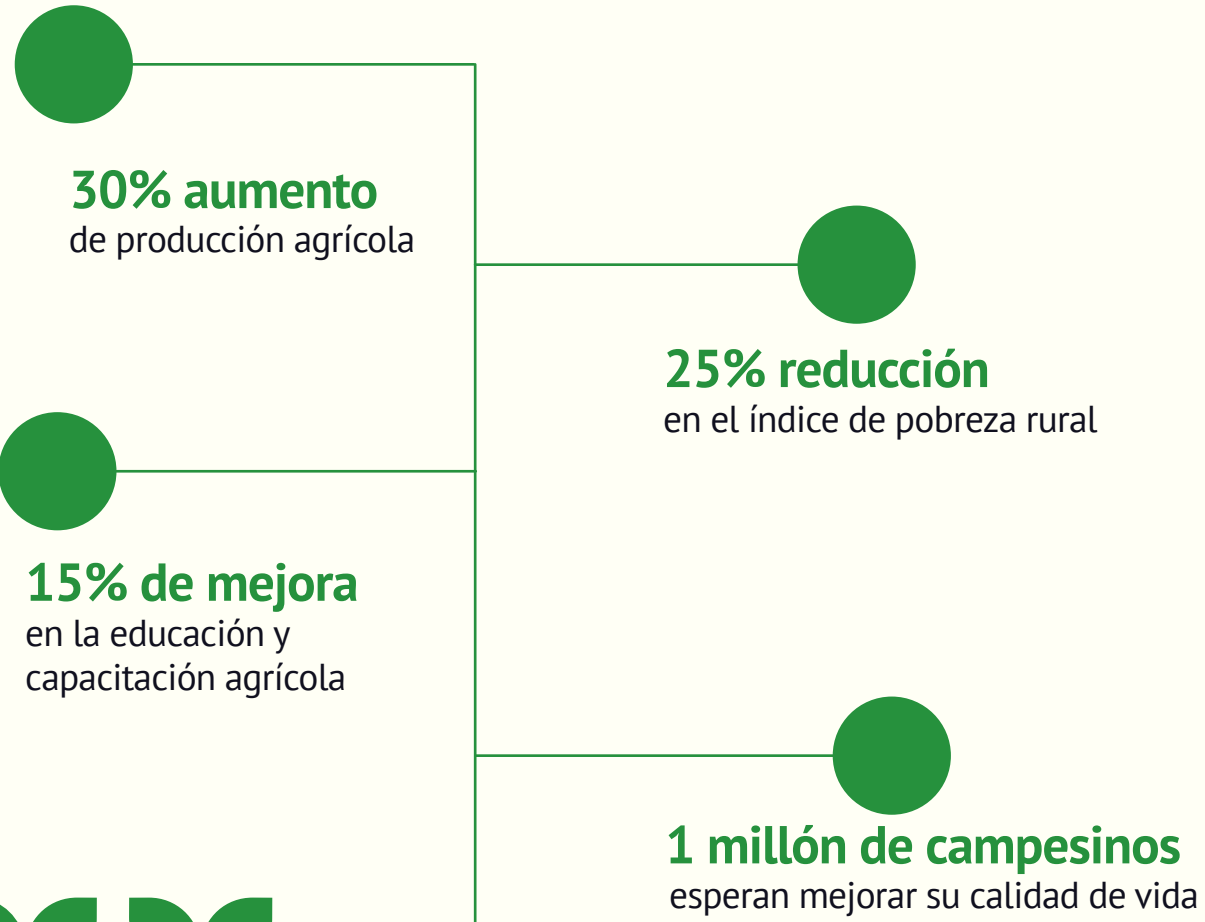 30% aumento
de producción agrícola
25% reducción
en el índice de pobreza rural
15% de mejora
en la educación y
capacitación agrícola
1 millón de campesinos
esperan mejorar su calidad de vida